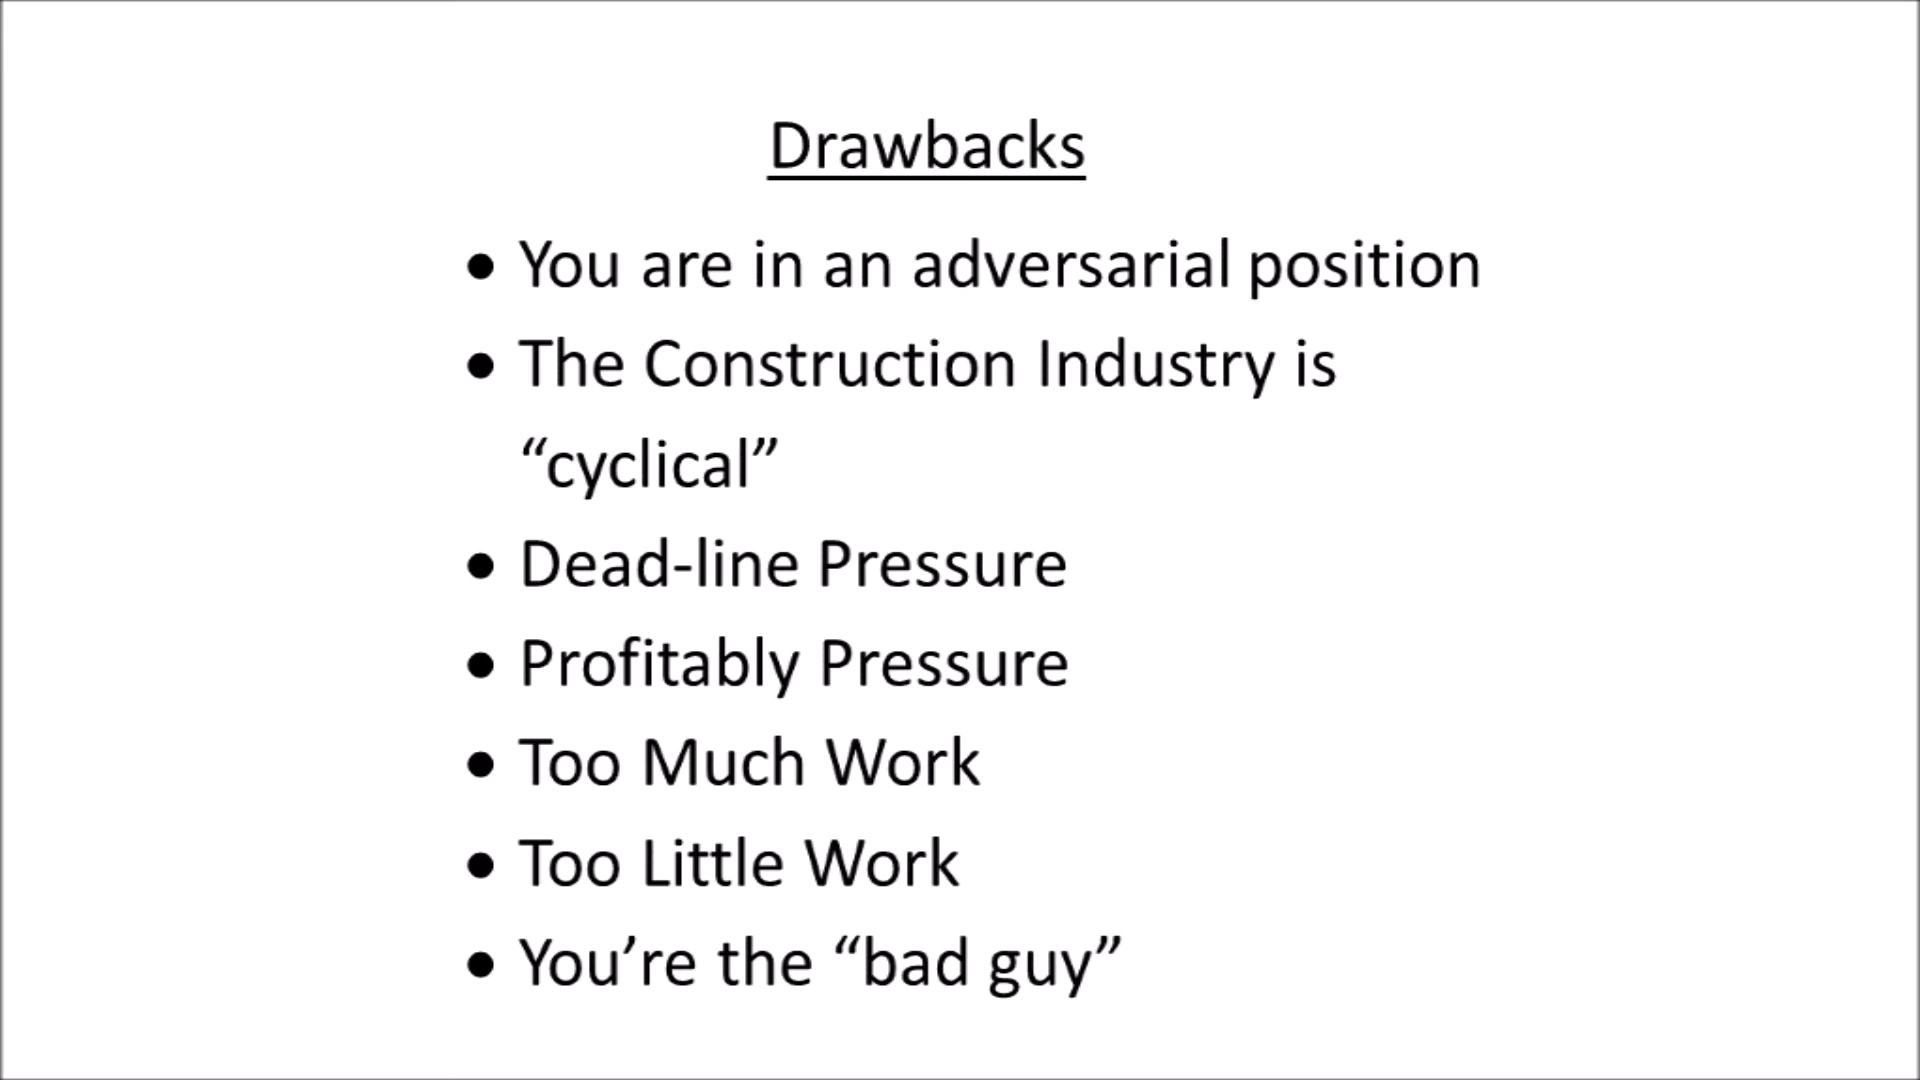 Drawbacks
• You are in an adversarial position
• The Construction Industry is
“cyclical”
• Dead-line Pressure
• Profitably Pressure
• Too Much Work
• Too Little Work
• You’re the “bad guy”